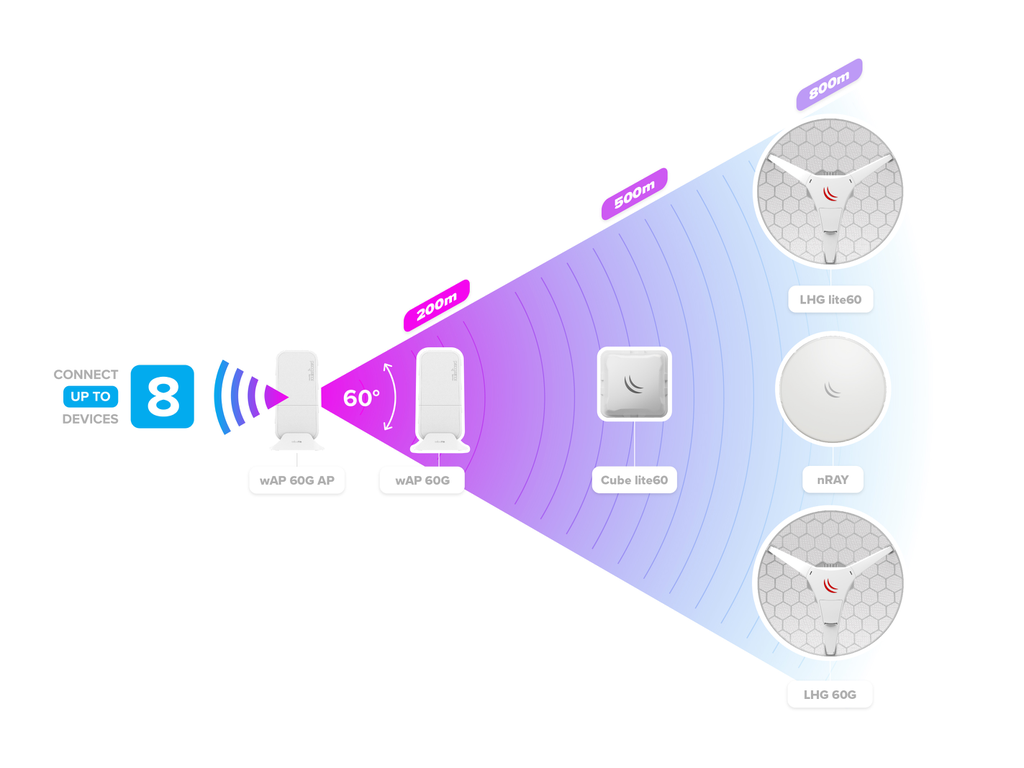 800m
500m
200m
LHG lite60
CONNECT
UP TO
DEVICES
8
60°
wAP 60G AP
wAP 60G
Cube lite60
nRAY
LHG 60G